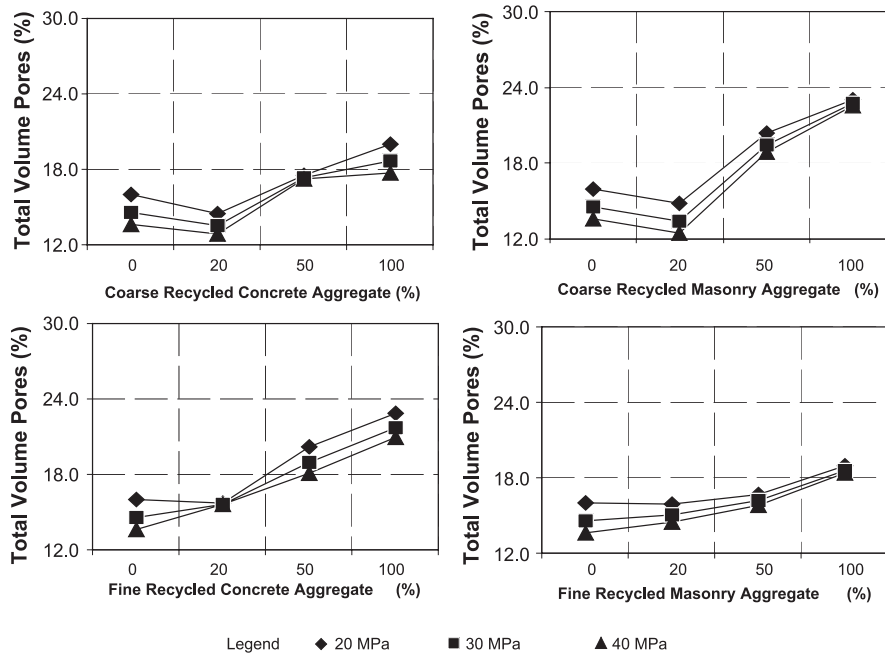 Total Volume Pores (%)
30.0
24.0
18.0
12.0
0 20 50 100
Coarse Recycled Concrete Aggregate (%)
Total Volume Pores (%)
30.0
24.0
18.0
12.0
0 20 50 100
Coarse Recycled Masonry Aggregate (%)
Total Volume Pores (%)
30.0
24.0
18.0
12.0
0 20 50 100
Fine Recycled Concrete Aggregate (%)
Total Volume Pores (%)
30.0
24.0
18.0
12.0
0 20 50 100
Fine Recycled Masonry Aggregate (%)
Legend 20 MPa 30 MPa 40 MPa